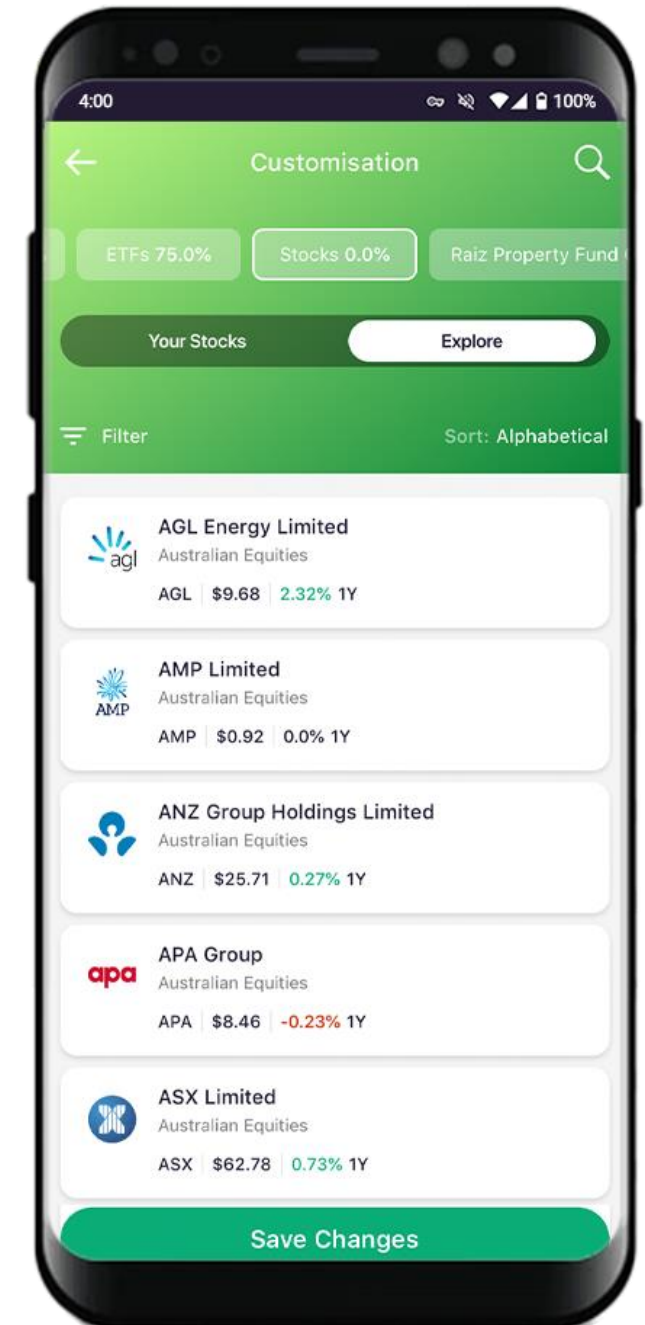 4:00 100%
Customisation
ETFs 75.0% Stocks 0.0% Raiz Property Fund
Your Stocks Explore
Filter Sort: Alphabetical
AGL Energy Limited
agl Australian Equities
AGL $9.68 2.32% 1Y
AMP Limited
Australian Equities
AMP AMP $0.92 0.0% 1Y
ANZ Group Holdings Limited
Australian Equities
ANZ $25.71 0.27% 1Y
APA Group
apa Australian Equities
APA $8.46 -0.23% 1Y
ASX Limited
Australian Equities
ASX $62.78 0.73% 1Y
Save Changes